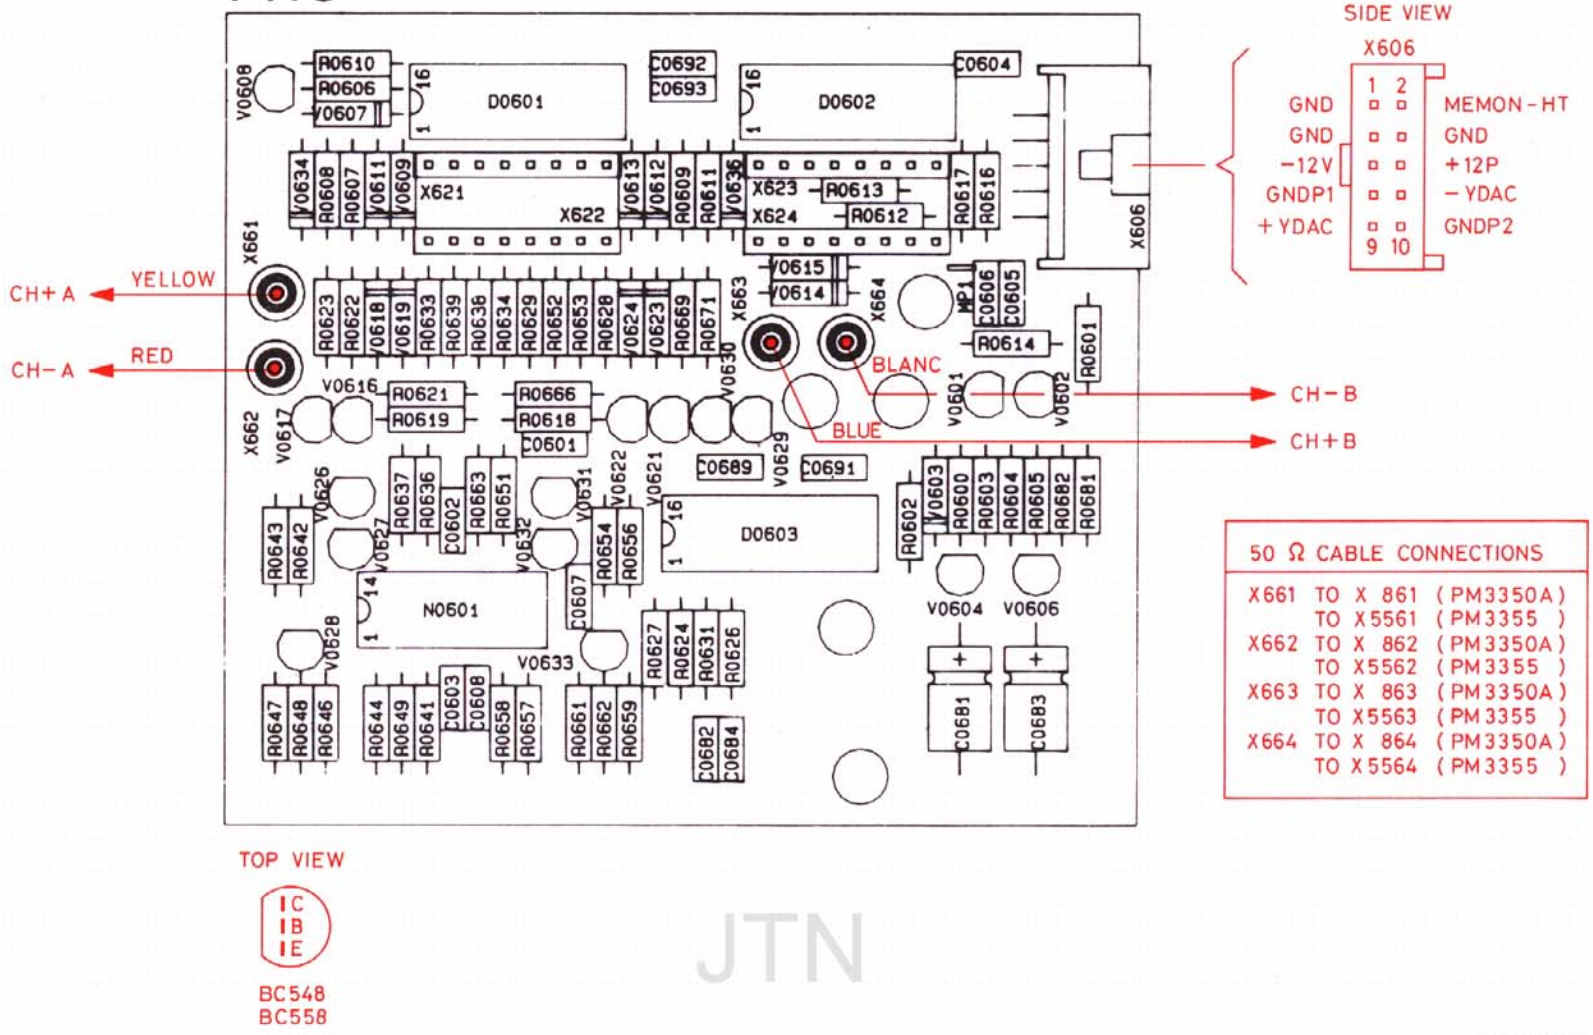 SIDE VIEW
X606
1 2
GND MEMON-HT
GND GND
-12V +12P
GNDP1 -YDAC
+YDAC GNDP2
9 10
V0608
R0610
R0606
V0607
16
1
D0601
C0692
C0693
16
1
D0602
C0604
V0634
R0608
R0607
V0611
V0609
X621
X622
V0613
V0612
R0609
R0611
V0636
X623
X624
R0613
R0612
R0617
R0616
X606
X661
CH+A
YELLOW
CH-A
RED
X662
R0623
R0622
V0618
V0619
R0633
R0639
R0638
R0634
R0629
R0652
R0653
R0628
V0624
V0623
R0669
R0671
X663
V0615
V0614
X664
MP1
C0606
C0605
R0614
R0601
BLANC
CH-B
BLUE
CH+B
V0630
V0601
V0602
V0616
V0617
R0621
R0619
R0666
R0618
C0601
V0622
V0621
V0629
C0689
C0691
V0626
V0627
R0637
R0636
C0602
R0663
R0651
V0631
V0632
R0643
R0642
R0654
R0656
16
1
D0603
R0602
V0603
R0600
R0603
R0604
R0605
R0682
R0681
14
1
N0601
C0607
V0604
V0606
V0628
V0633
R0627
R0624
R0631
R0626
R0647
R0648
R0646
R0644
R0649
R0641
C0603
C0608
R0658
R0657
R0661
R0662
R0659
C0682
C0684
+
C0681
+
C0683
50 Ω CABLE CONNECTIONS
X661 TO X 861 (PM3350A)
TO X5561 (PM3355 )
X662 TO X 862 (PM3350A)
TO X5562 (PM3355 )
X663 TO X 863 (PM3350A)
TO X5563 (PM3355 )
X664 TO X 864 (PM3350A)
TO X5564 (PM3355 )
TOP VIEW
C
B
E
BC548
BC558
JTN